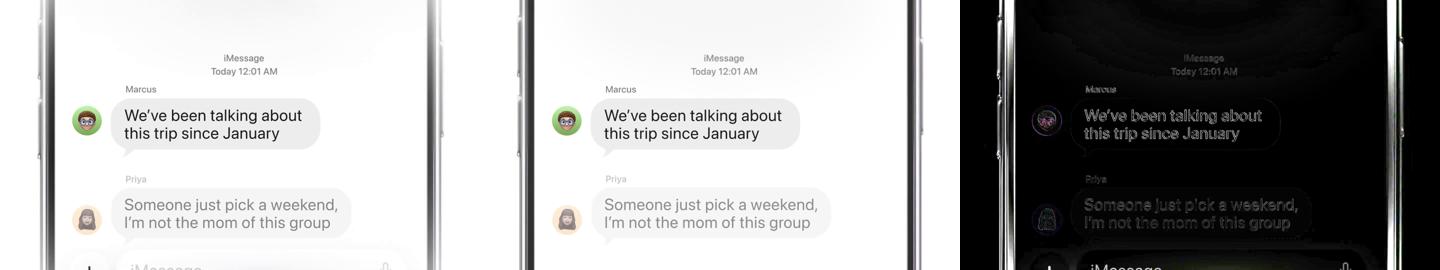 iMessage
Today 12:01 AM
Marcus
We've been talking about
this trip since January
Priya
Someone just pick a weekend,
I'm not the mom of this group
iMessage
iMessage
Today 12:01 AM
Marcus
We've been talking about
this trip since January
Priya
Someone just pick a weekend,
I'm not the mom of this group
iMessage
Today 12:01 AM
Marcus
We've been talking about
this trip since January
Priya
Someone just pick a weekend,
I'm not the mom of this group
iMessage